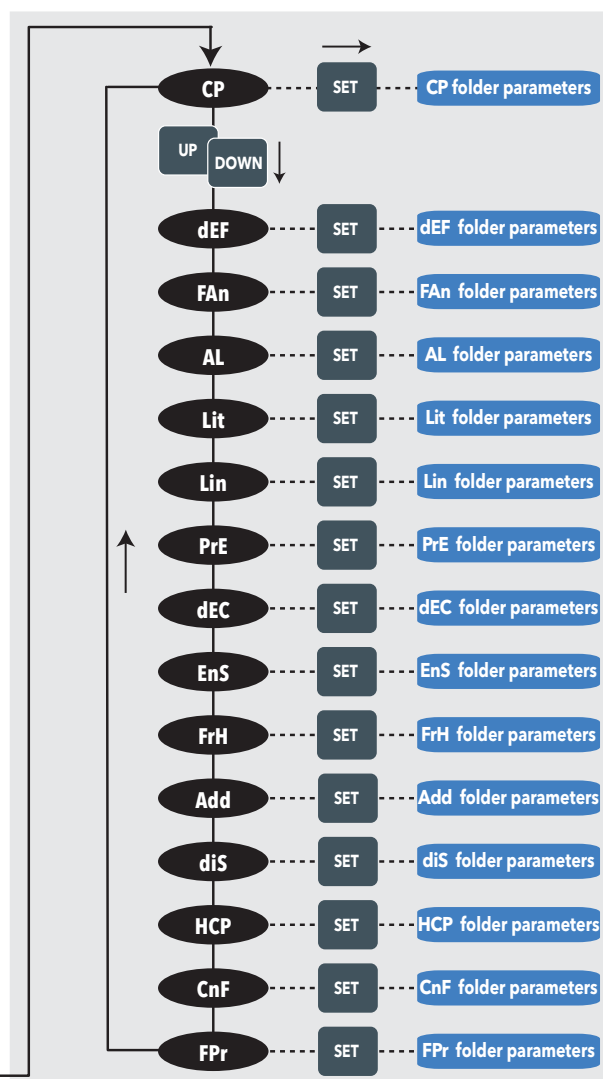 CP SET CP folder parameters
UP
DOWN
dEF SET dEF folder parameters
FAn SET FAn folder parameters
AL SET AL folder parameters
Lit SET Lit folder parameters
Lin SET Lin folder parameters
PrE SET PrE folder parameters
dEC SET dEC folder parameters
EnS SET EnS folder parameters
FrH SET FrH folder parameters
Add SET Add folder parameters
diS SET diS folder parameters
HCP SET HCP folder parameters
CnF SET CnF folder parameters
FPr SET FPr folder parameters